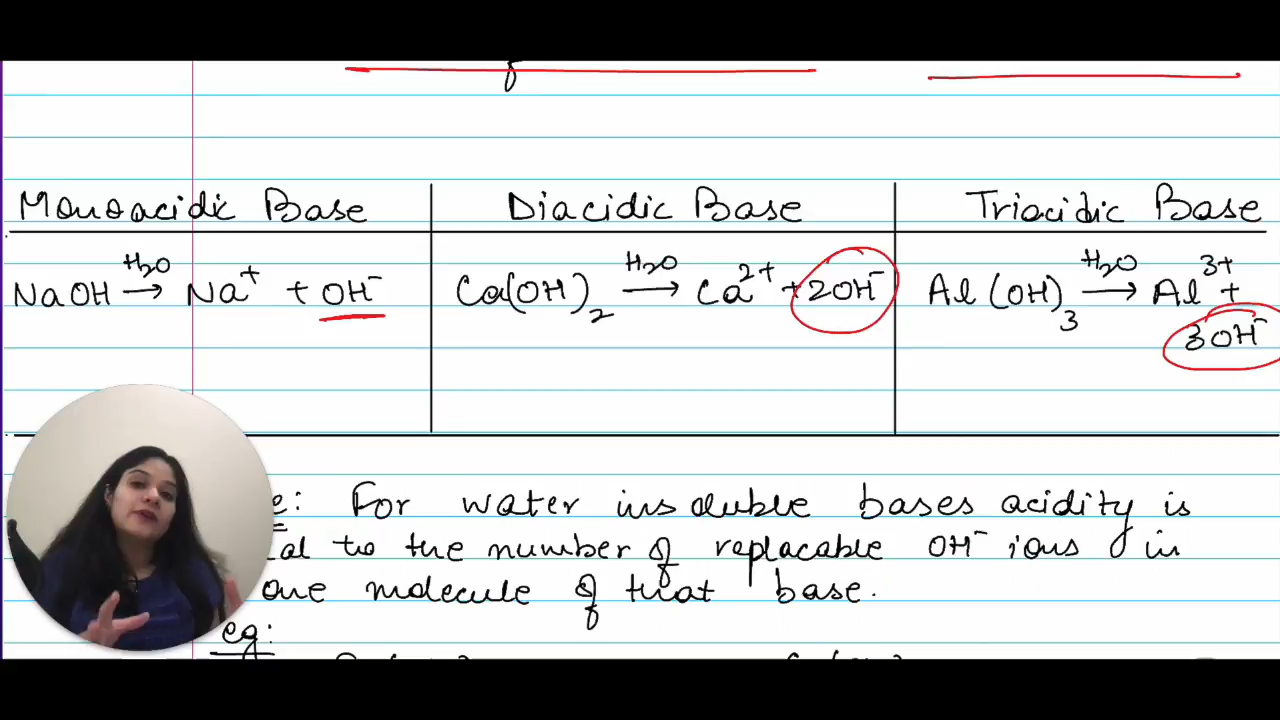 Monoacidic Base
Diacidic Base
Triacidic Base
NaOH —H₂O→ Na⁺ + OH⁻
Ca(OH)₂ —H₂O→ Ca²⁺ + 2OH⁻
Al(OH)₃ —H₂O→ Al³⁺ +
3OH⁻
e: For water insoluble bases acidity is
al to the number of replacable OH⁻ ions in
one molecule of that base.
eg: